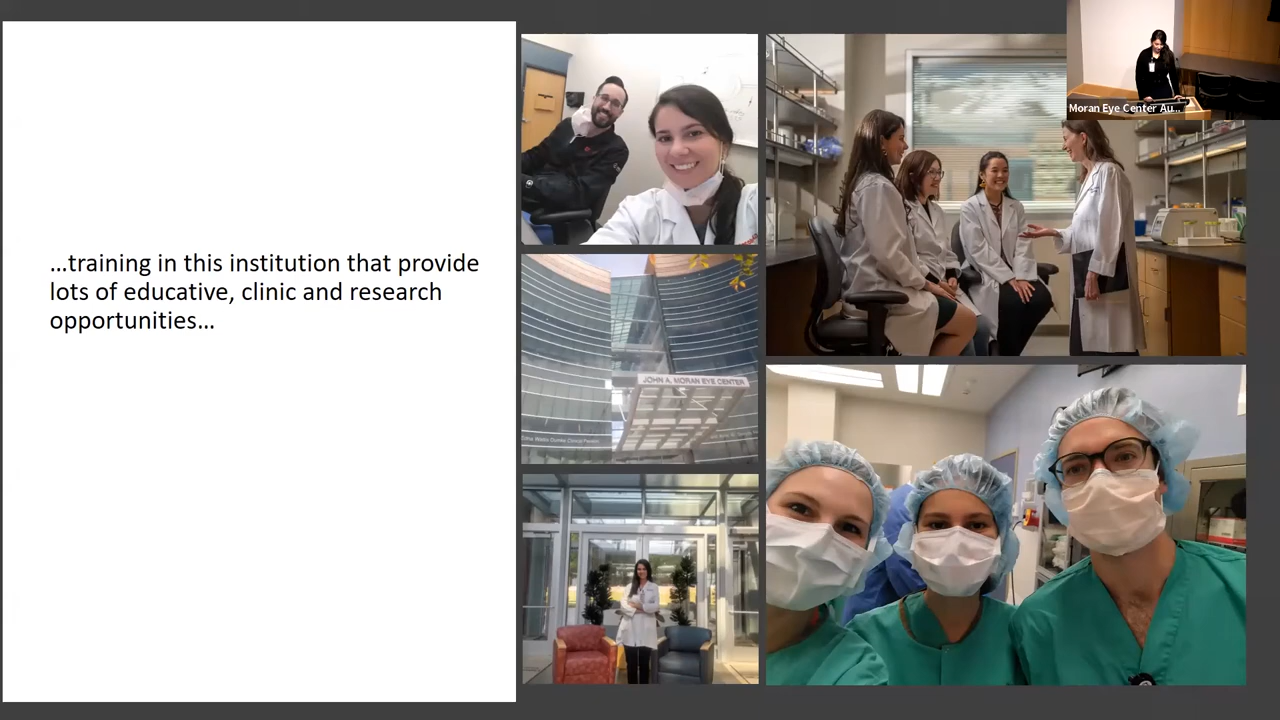 ...training in this institution that provide
lots of educative, clinic and research
opportunities...
Moran Eye Center Au...
JOHN A. MORAN EYE CENTER